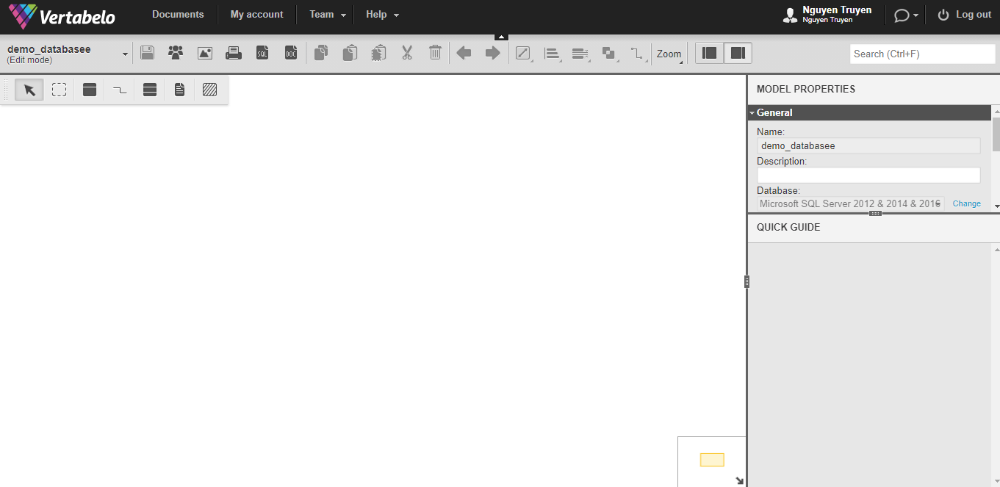 Vertabelo
Documents
My account
Team
Help
Nguyen Truyen
Nguyen Truyen
Log out
demo_databasee
(Edit mode)
SQL
DOC
Zoom
Search (Ctrl+F)
MODEL PROPERTIES
General
Name:
demo_databasee
Description:
Database:
Microsoft SQL Server 2012 & 2014 & 2016
Change
QUICK GUIDE